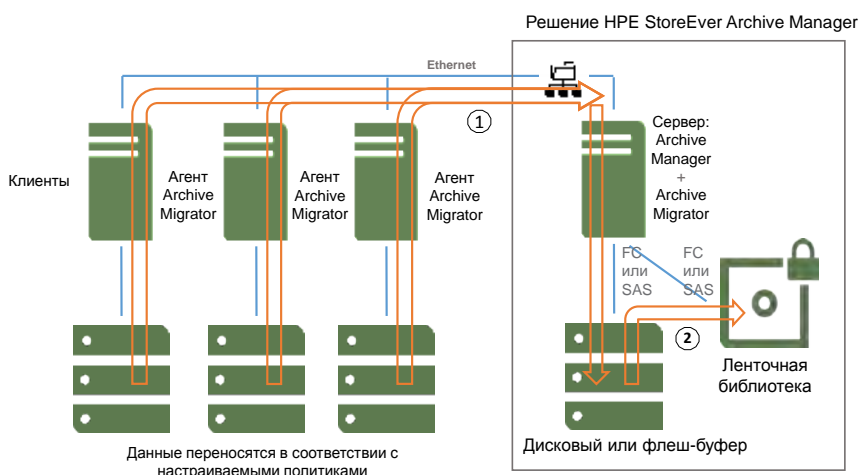 Решение HPE StoreEver Archive Manager
Ethernet
1
Клиенты
Агент
Archive
Migrator
Агент
Archive
Migrator
Агент
Archive
Migrator
Сервер:
Archive
Manager
+
Archive
Migrator
FC
или
SAS
FC
или
SAS
2
Ленточная
библиотека
Дисковый или флеш-буфер
Данные переносятся в соответствии с
настраиваемыми политиками